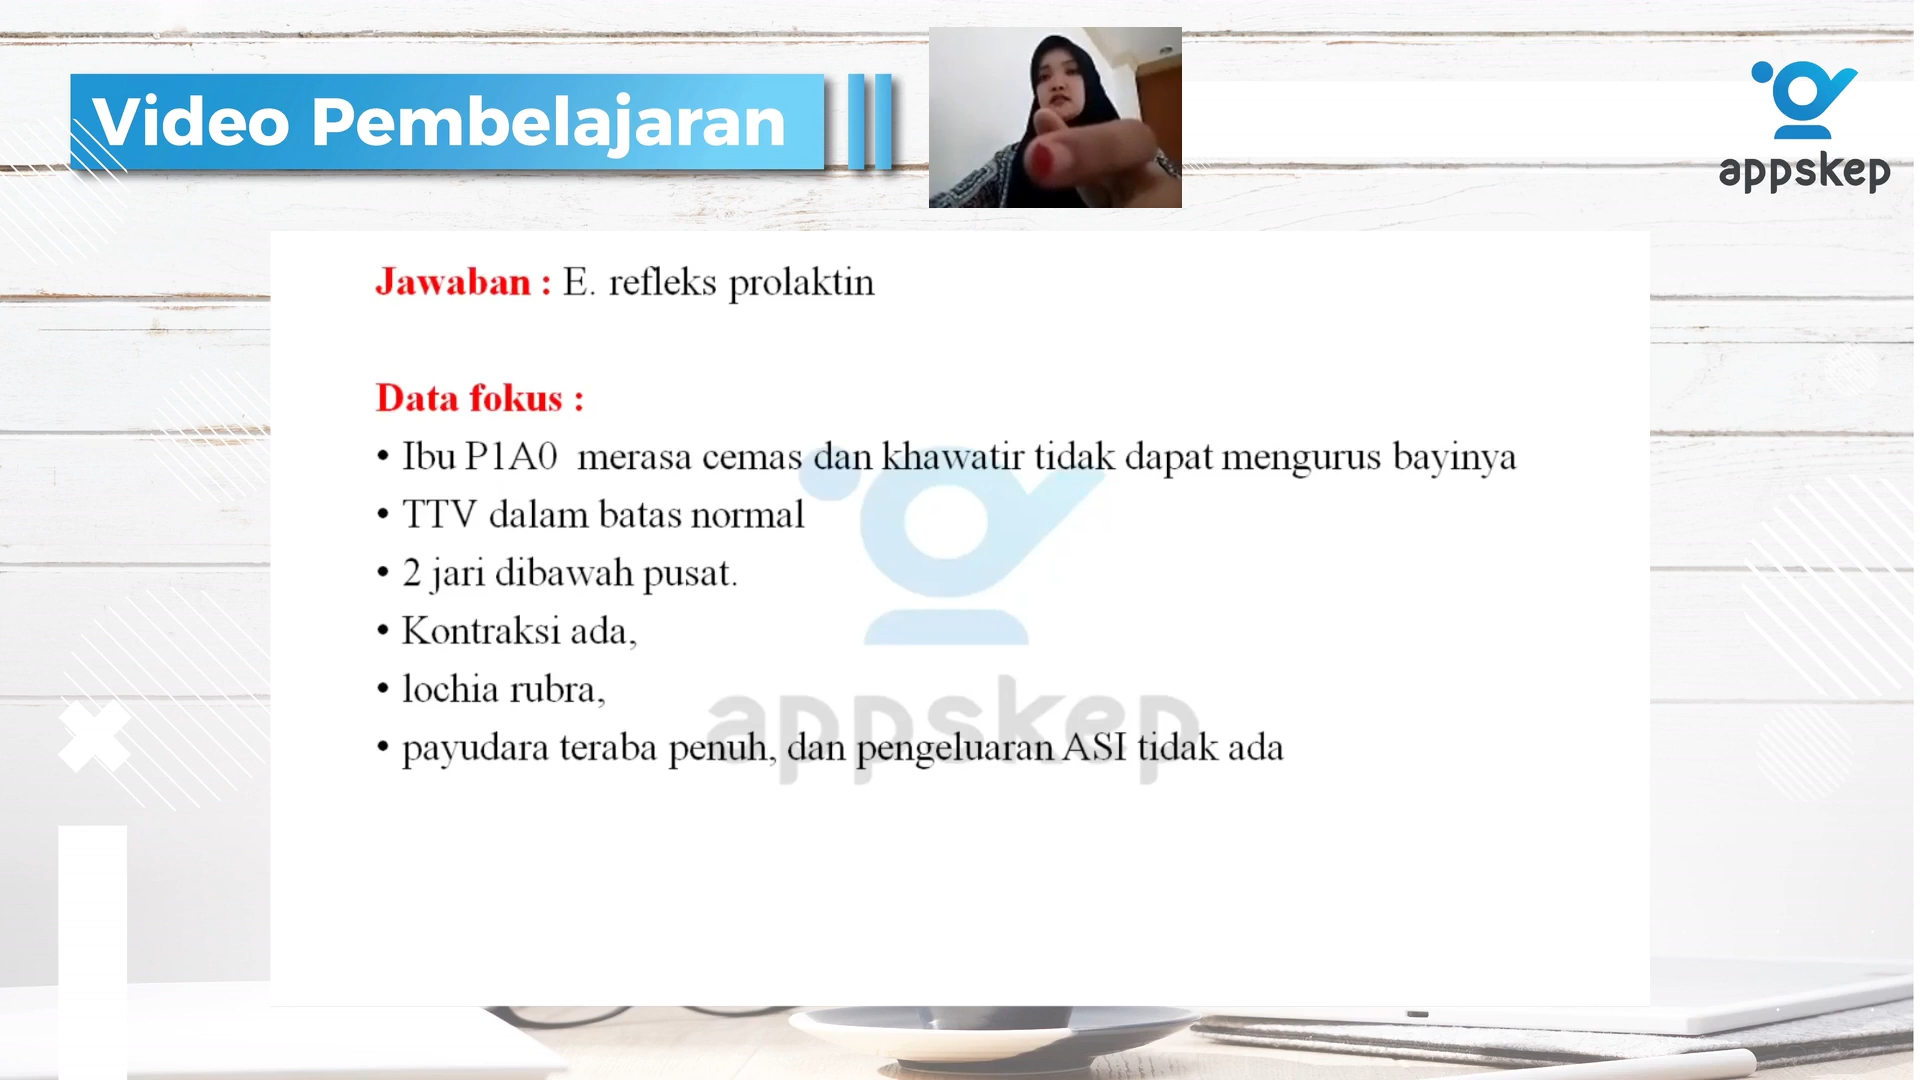 Video Pembelajaran
appskep
Jawaban : E. refleks prolaktin
Data fokus :
• Ibu P1A0 merasa cemas dan khawatir tidak dapat mengurus bayinya
• TTV dalam batas normal
• 2 jari dibawah pusat.
• Kontraksi ada,
• lochia rubra,
• payudara teraba penuh, dan pengeluaran ASI tidak ada
appskep